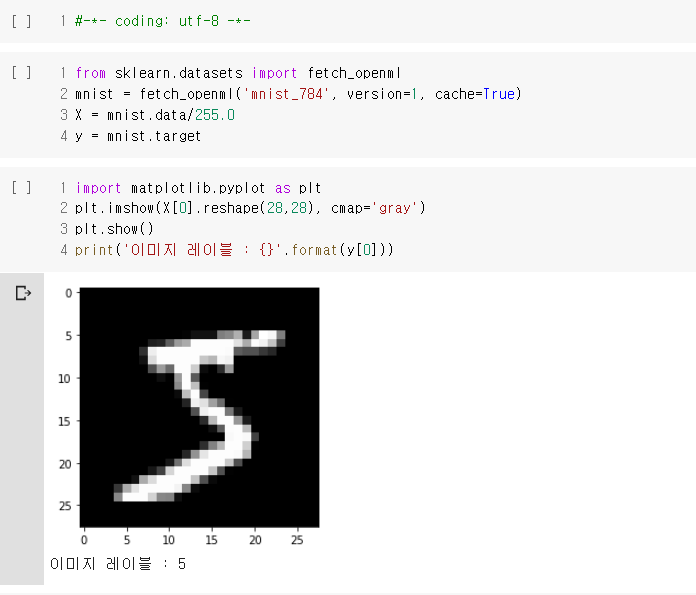 [ ] 1 #-*- coding: utf-8 -*-
[ ] 1 from sklearn.datasets import fetch_openml
2 mnist = fetch_openml('mnist_784', version=1, cache=True)
3 X = mnist.data/255.0
4 y = mnist.target
[ ] 1 import matplotlib.pyplot as plt
2 plt.imshow(X[0].reshape(28,28), cmap='gray')
3 plt.show()
4 print('이미지 레이블 : {}'.format(y[0]))
0
5
10
15
20
25
0 5 10 15 20 25
이미지 레이블 : 5